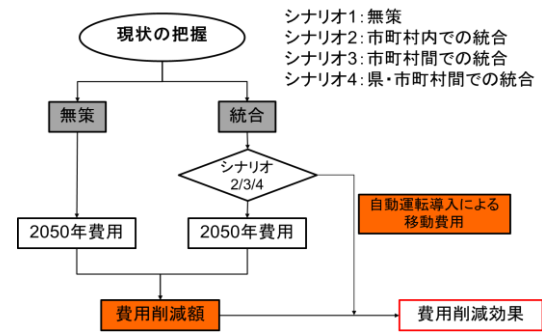 現状の把握
シナリオ1：無策
シナリオ2：市町村内での統合
シナリオ3：市町村間での統合
シナリオ4：県・市町村間での統合
無策
統合
シナリオ
2/3/4
自動運転導入による
移動費用
2050年費用
2050年費用
費用削減額
費用削減効果